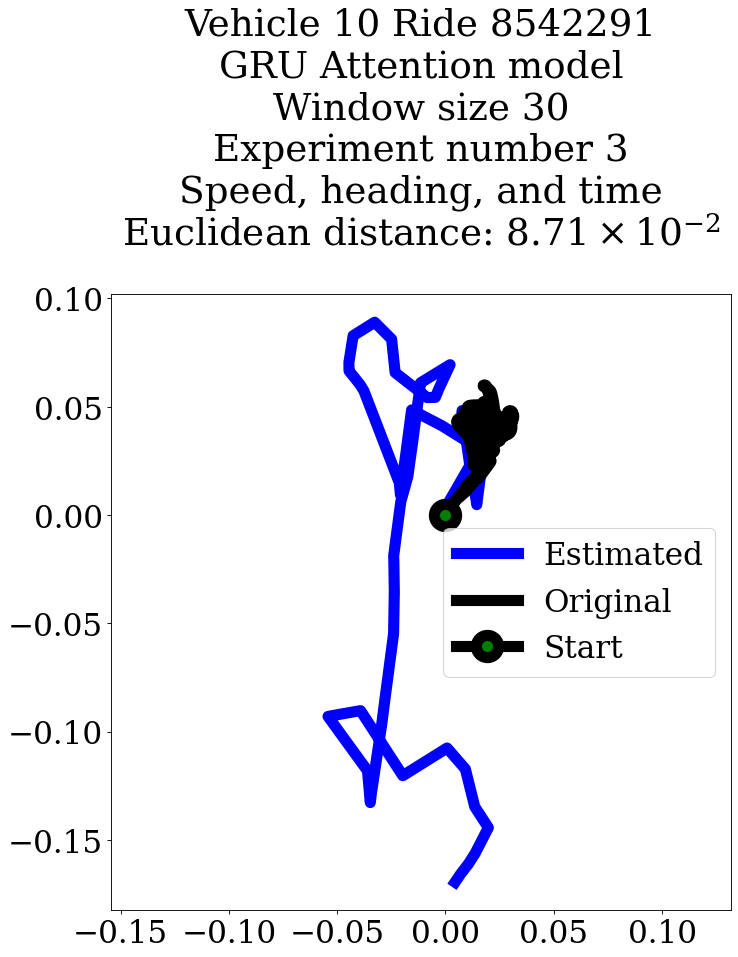 Vehicle 10 Ride 8542291
GRU Attention model
Window size 30
Experiment number 3
Speed, heading, and time
Euclidean distance: 8.71 × 10⁻²
0.10
0.05
0.00
−0.05
−0.10
−0.15
Estimated
Original
Start
−0.15 −0.10 −0.05 0.00 0.05 0.10